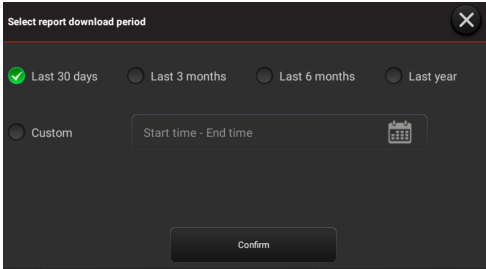 Select report download period
Last 30 days Last 3 months Last 6 months Last year
Custom Start time - End time
Confirm